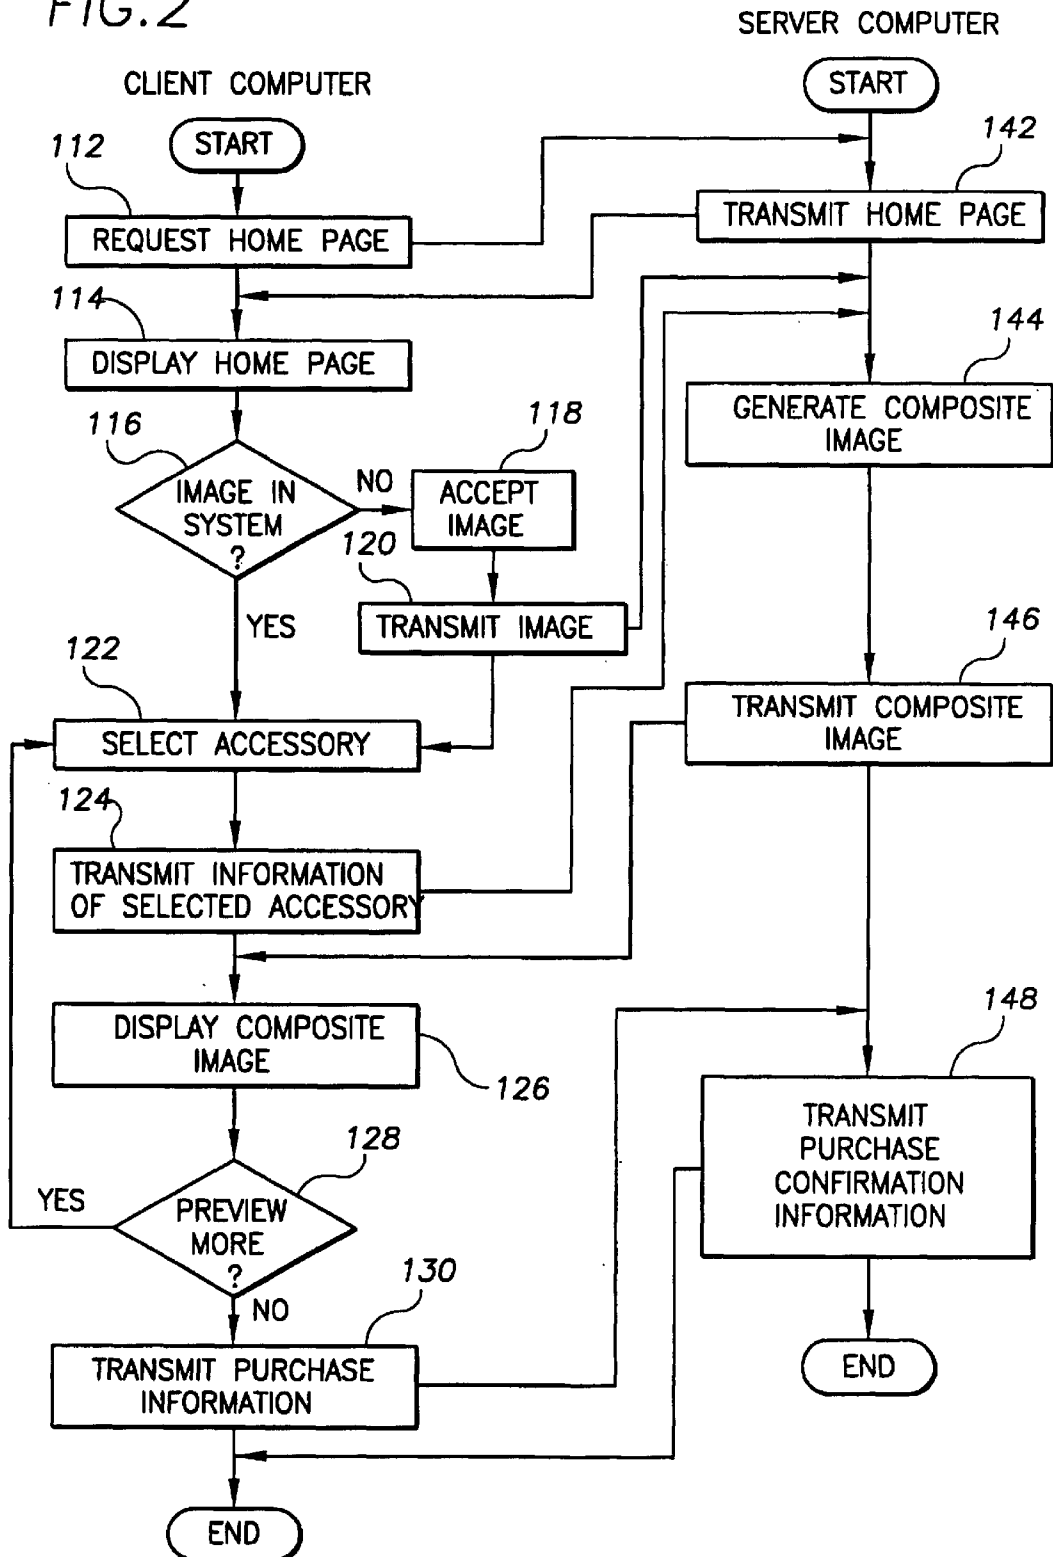 FIG.2
SERVER COMPUTER
CLIENT COMPUTER
START
START
112
142
REQUEST HOME PAGE
TRANSMIT HOME PAGE
114
DISPLAY HOME PAGE
144
GENERATE COMPOSITE
IMAGE
116
IMAGE IN
SYSTEM
?
NO
YES
118
ACCEPT
IMAGE
120
TRANSMIT IMAGE
122
SELECT ACCESSORY
146
TRANSMIT COMPOSITE
IMAGE
124
TRANSMIT INFORMATION
OF SELECTED ACCESSORY
DISPLAY COMPOSITE
IMAGE
126
148
TRANSMIT
PURCHASE
CONFIRMATION
INFORMATION
128
YES
PREVIEW
MORE
?
NO
130
TRANSMIT PURCHASE
INFORMATION
END
END